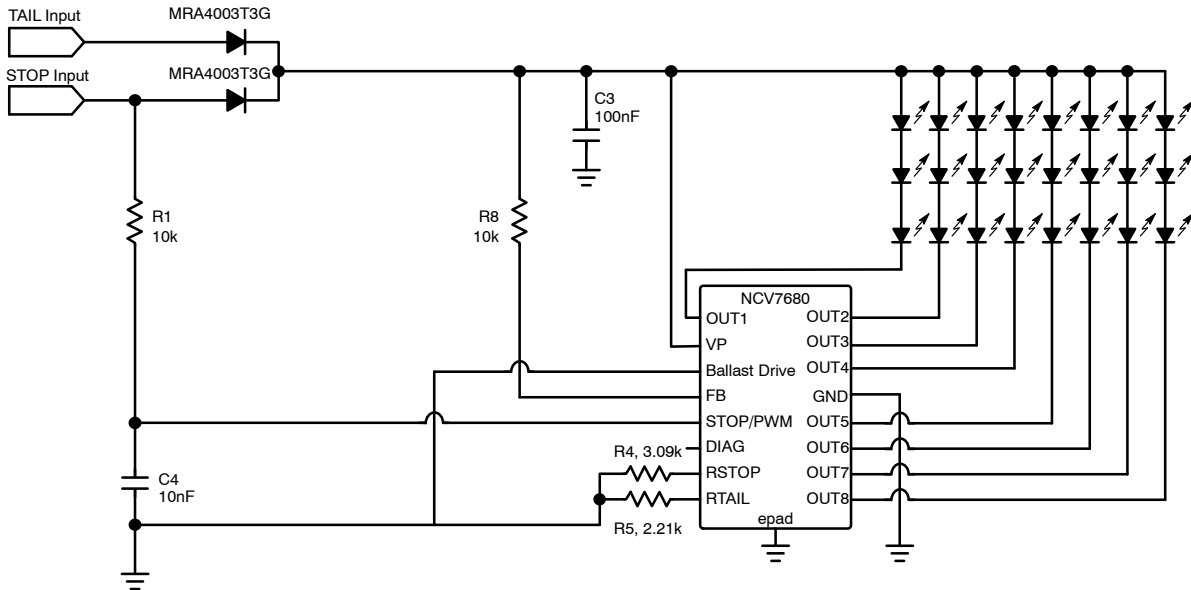 TAIL Input
MRA4003T3G
STOP Input
MRA4003T3G
C3
100nF
R1
10k
R8
10k
NCV7680
OUT1
OUT2
VP
OUT3
Ballast Drive
OUT4
FB
GND
STOP/PWM
OUT5
R4, 3.09k
DIAG
OUT6
C4
10nF
RSTOP
OUT7
RTAIL
OUT8
R5, 2.21k
epad